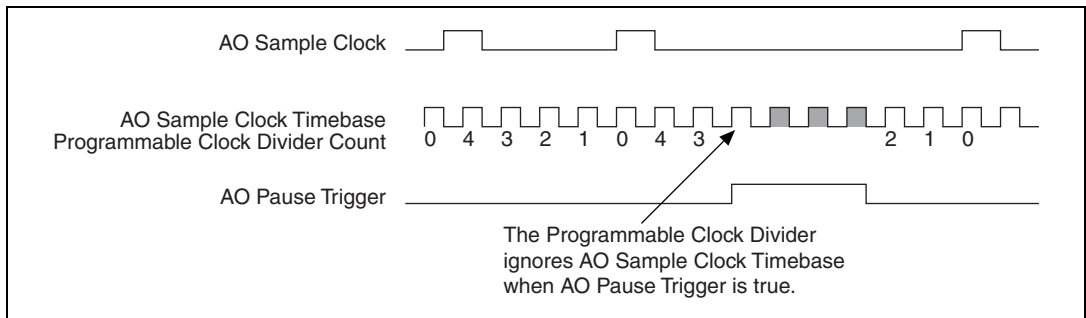 AO Sample Clock
AO Sample Clock Timebase
Programmable Clock Divider Count
0 4 3 2 1 0 4 3 2 1 0
AO Pause Trigger
The Programmable Clock Divider
ignores AO Sample Clock Timebase
when AO Pause Trigger is true.